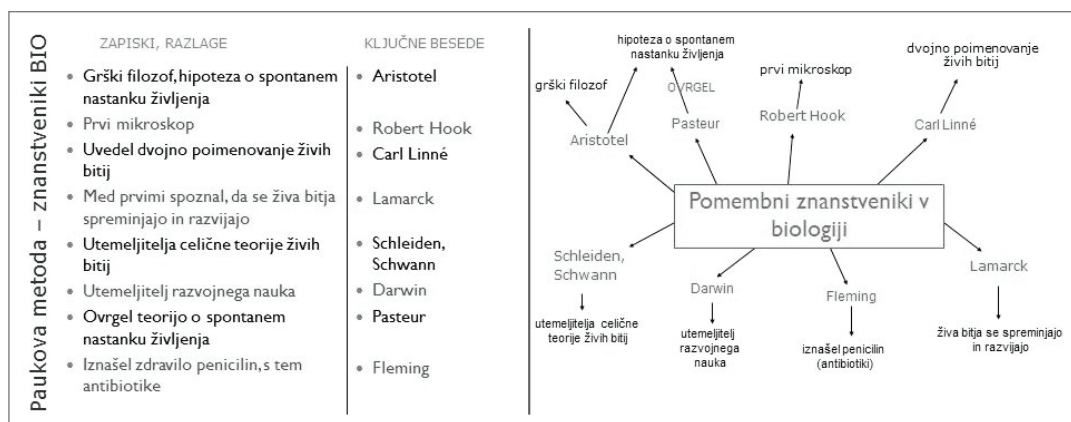 Paukova metoda – znanstveniki BIO
ZAPISKI, RAZLAGE
• Grški filozof, hipoteza o spontanem
nastanku življenja
• Prvi mikroskop
• Uvedel dvojno poimenovanje živih
bitij
• Med prvimi spoznal, da se živa bitja
spreminjajo in razvijajo
• Utemeljitelja celične teorije živih
bitij
• Utemeljitelj razvojnega nauka
• Ovrgel teorijo o spontanem
nastanku življenja
• Iznašel zdravilo penicilin, s tem
antibiotike
KLJUČNE BESEDE
• Aristotel
• Robert Hook
• Carl Linné
• Lamarck
• Schleiden,
Schwann
• Darwin
• Pasteur
• Fleming
hipoteza o spontanem
nastanku življenja
dvojno poimenovanje
živih bitij
prvi mikroskop
grški filozof
OVRGEL
Aristotel
Pasteur
Robert Hook
Carl Linné
Pomembni znanstveniki v
biologiji
Schleiden,
Schwann
Darwin
Fleming
Lamarck
utemeljitelja celične
teorije živih bitij
utemeljitelj
razvojnega
nauka
iznašel penicilin
(antibiotiki)
živa bitja se spreminjajo
in razvijajo